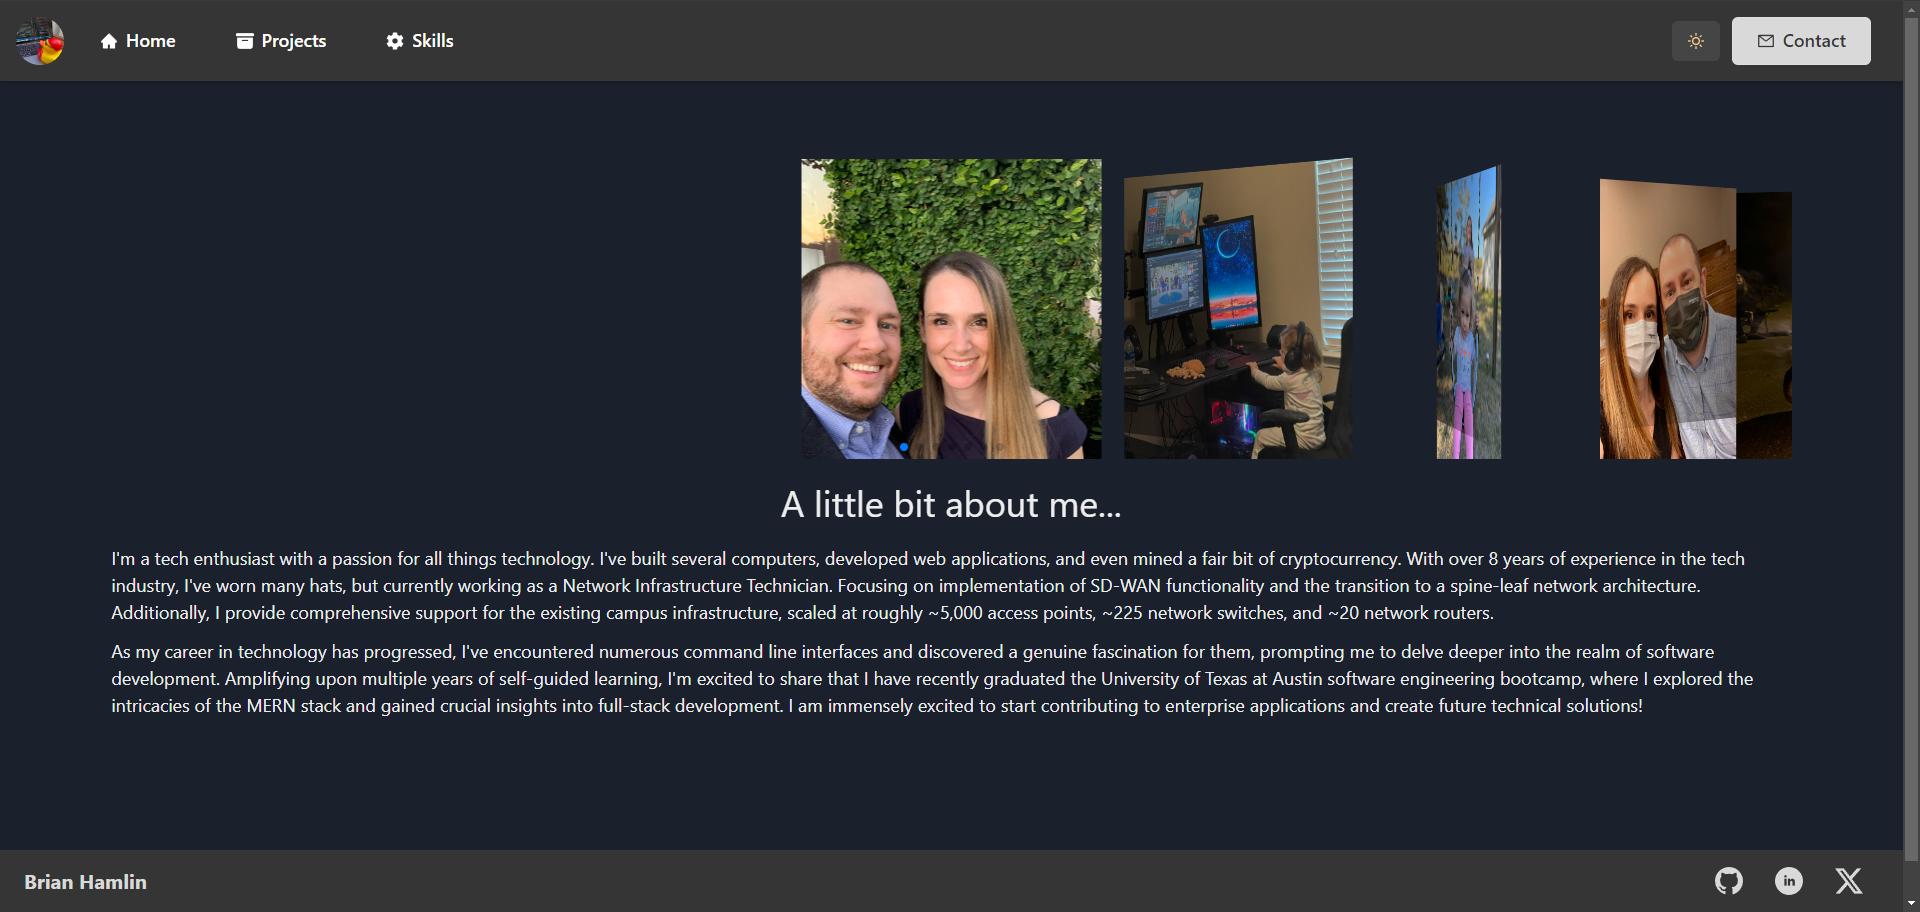 Home
Projects
Skills
Contact
A little bit about me...
I'm a tech enthusiast with a passion for all things technology. I've built several computers, developed web applications, and even mined a fair bit of cryptocurrency. With over 8 years of experience in the tech
industry, I've worn many hats, but currently working as a Network Infrastructure Technician. Focusing on implementation of SD-WAN functionality and the transition to a spine-leaf network architecture.
Additionally, I provide comprehensive support for the existing campus infrastructure, scaled at roughly ~5,000 access points, ~225 network switches, and ~20 network routers.
As my career in technology has progressed, I've encountered numerous command line interfaces and discovered a genuine fascination for them, prompting me to delve deeper into the realm of software
development. Amplifying upon multiple years of self-guided learning, I'm excited to share that I have recently graduated the University of Texas at Austin software engineering bootcamp, where I explored the
intricacies of the MERN stack and gained crucial insights into full-stack development. I am immensely excited to start contributing to enterprise applications and create future technical solutions!
Brian Hamlin
in